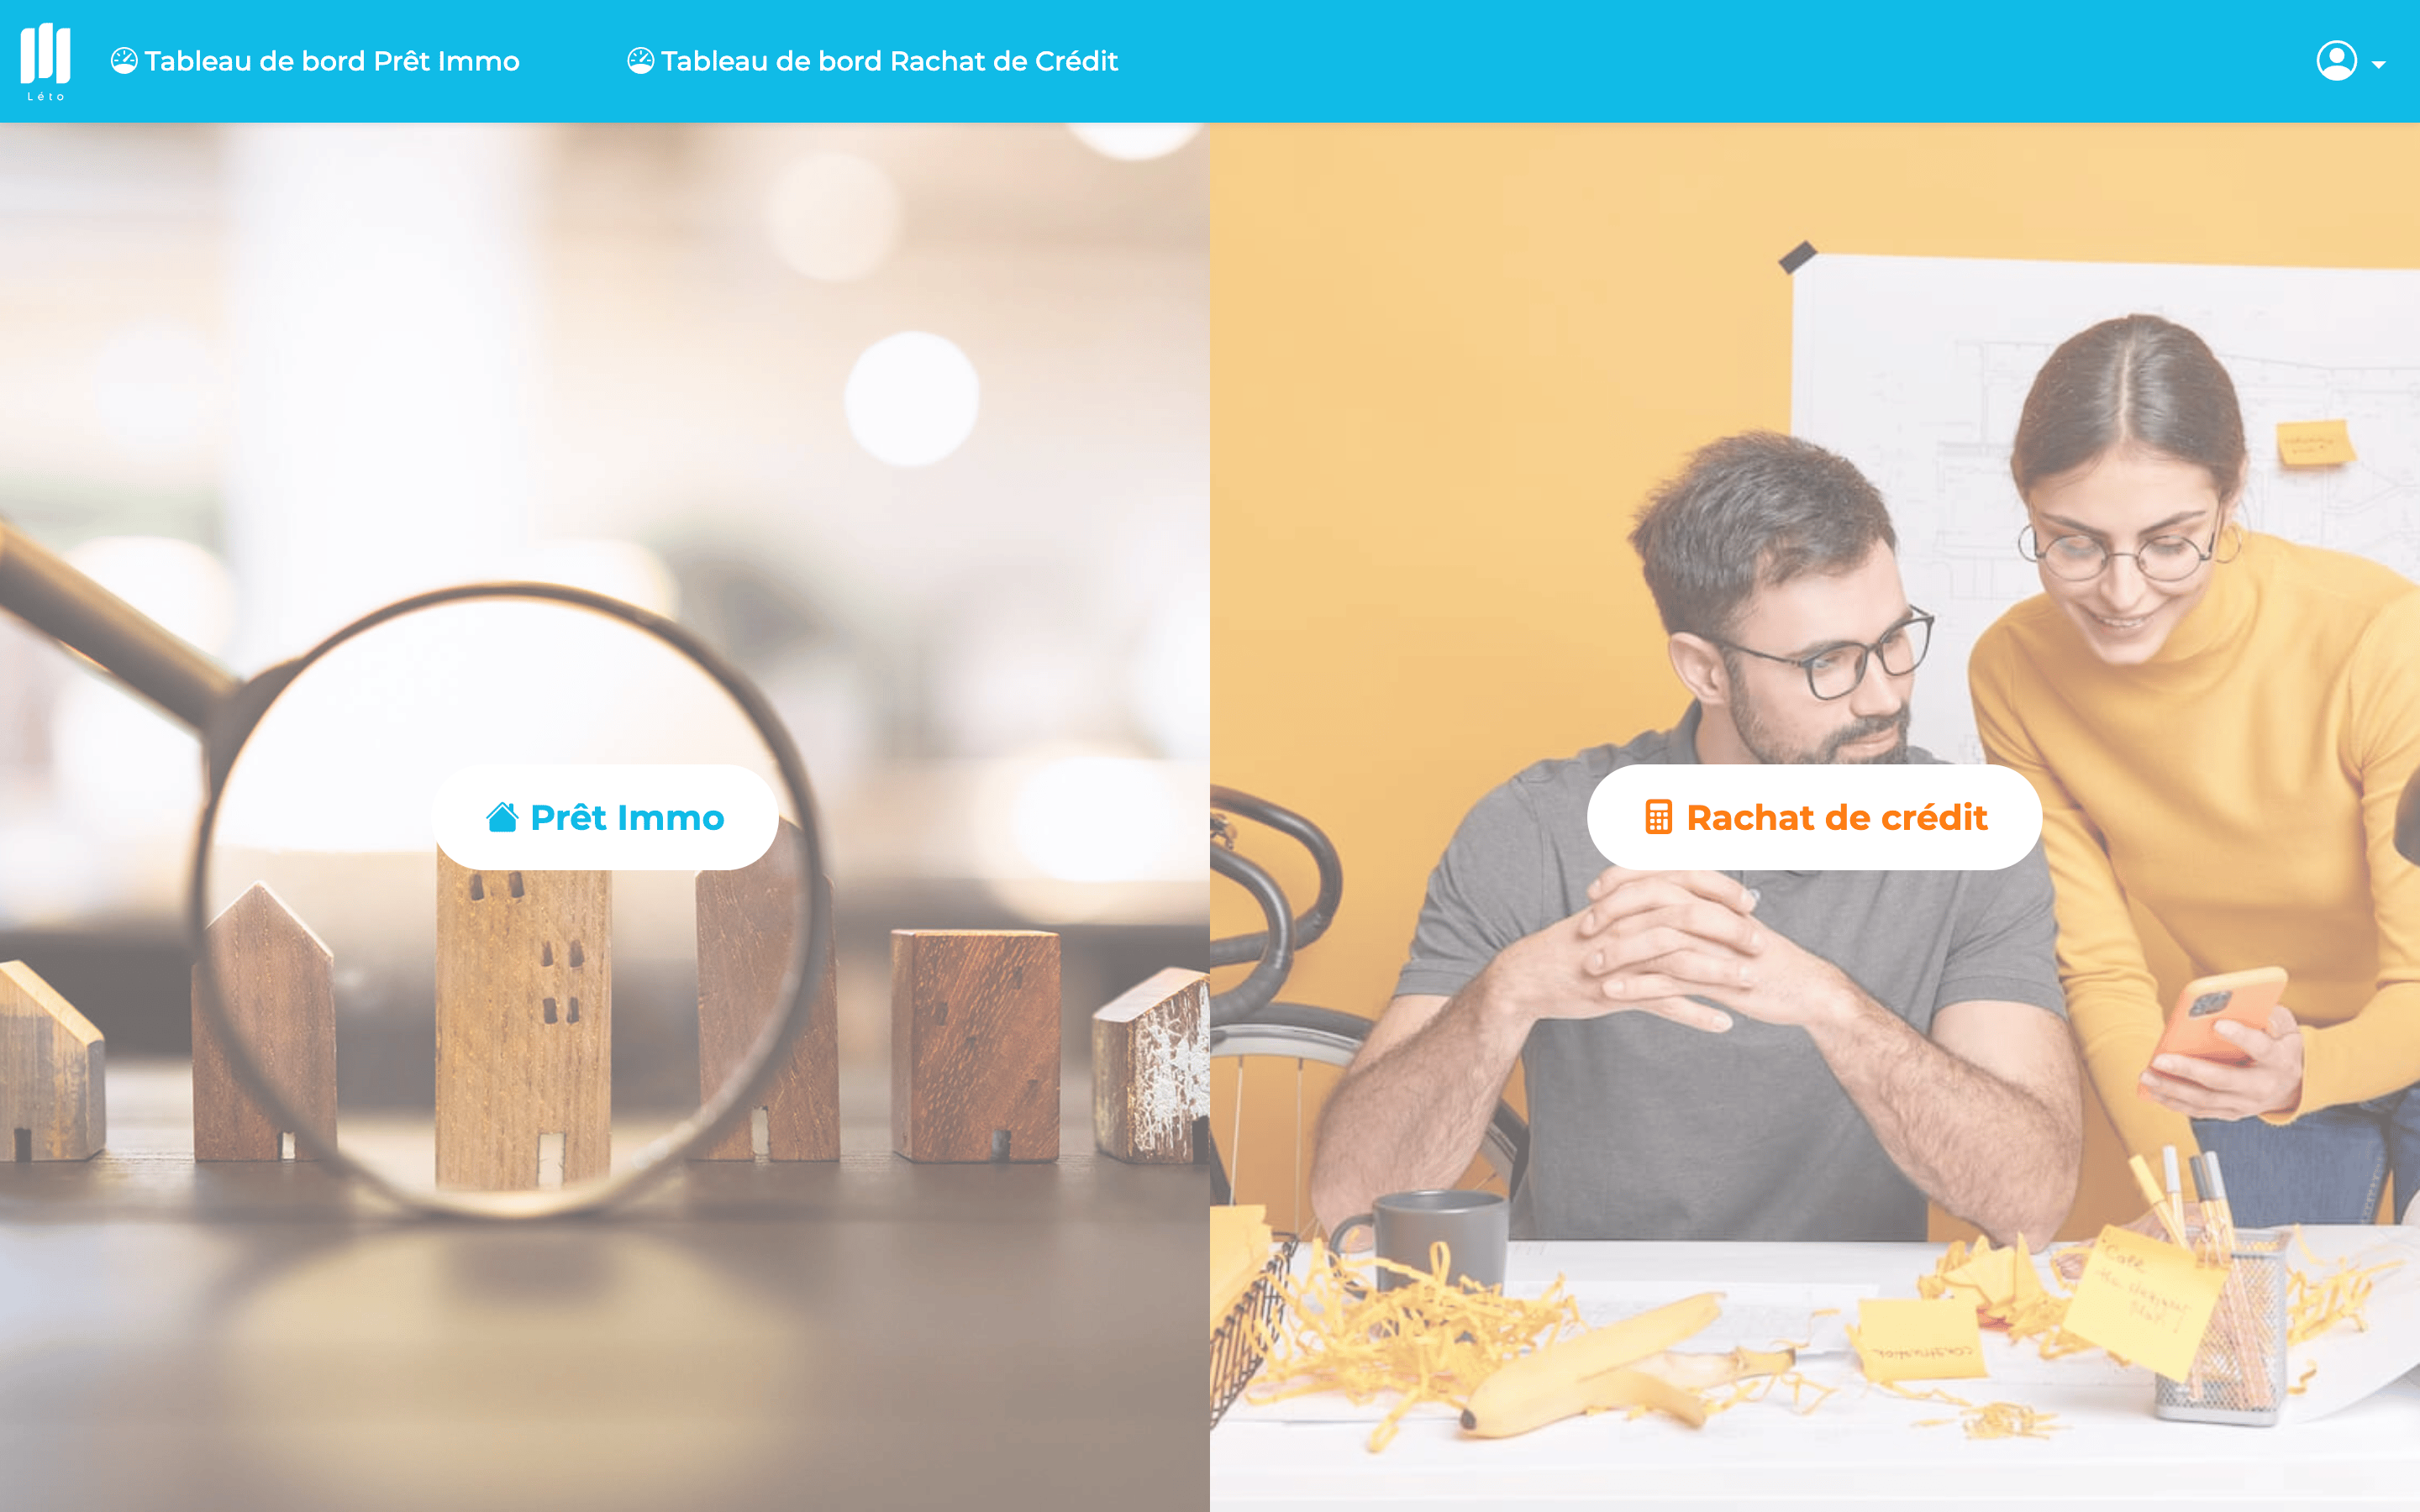 Léto
Tableau de bord Prêt Immo
Tableau de bord Rachat de Crédit
Prêt Immo
Rachat de crédit